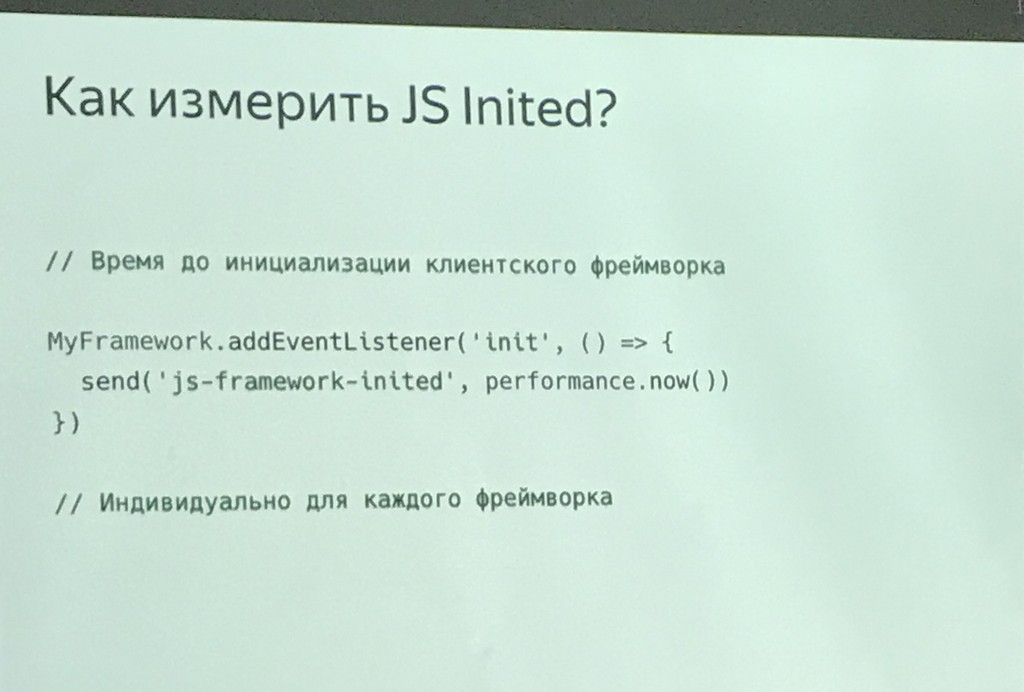 Как измерить JS Inited?
// Время до инициализации клиентского фреймворка
MyFramework.addEventListener('init', () => {
send('js-framework-inited', performance.now())
})
// Индивидуально для каждого фреймворка